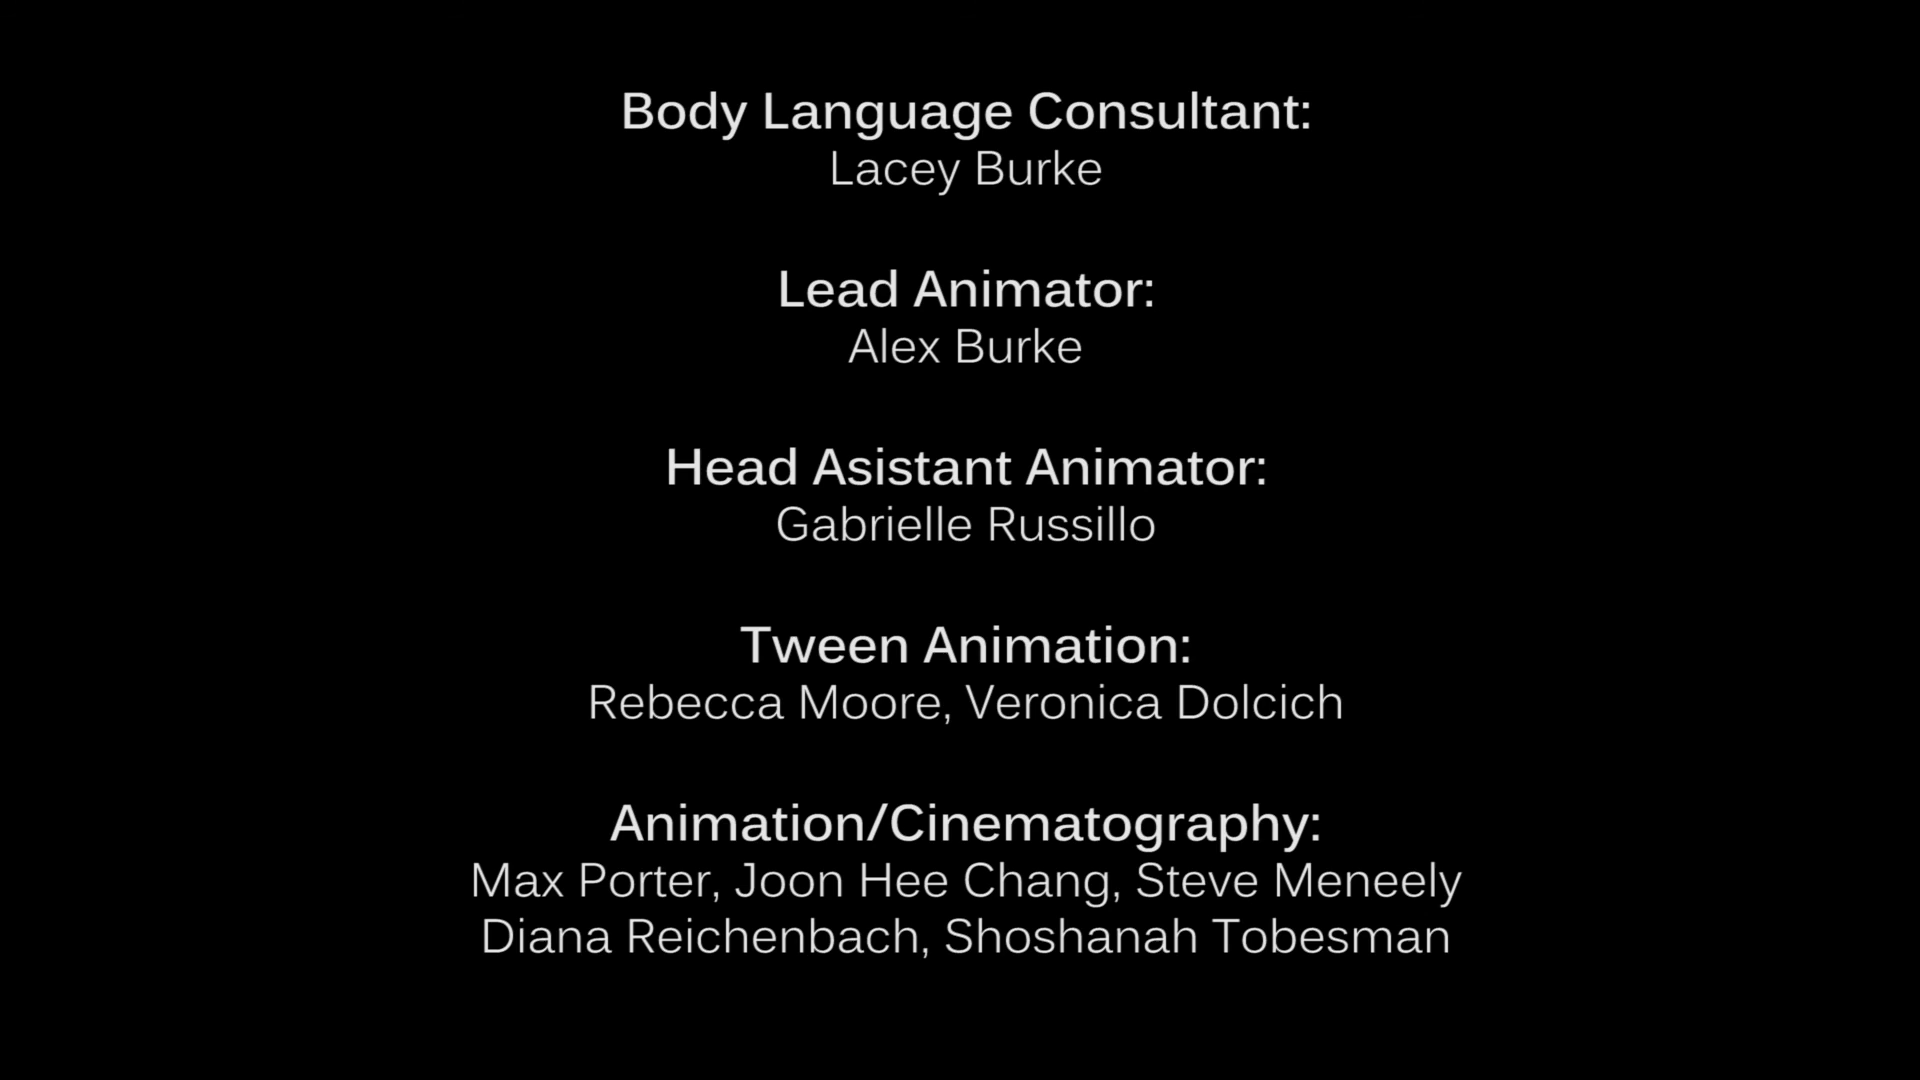 Body Language Consultant:
Lacey Burke
Lead Animator:
Alex Burke
Head Asistant Animator:
Gabrielle Russillo
Tween Animation:
Rebecca Moore, Veronica Dolcich
Animation/Cinematography:
Max Porter, Joon Hee Chang, Steve Meneely
Diana Reichenbach, Shoshanah Tobesman